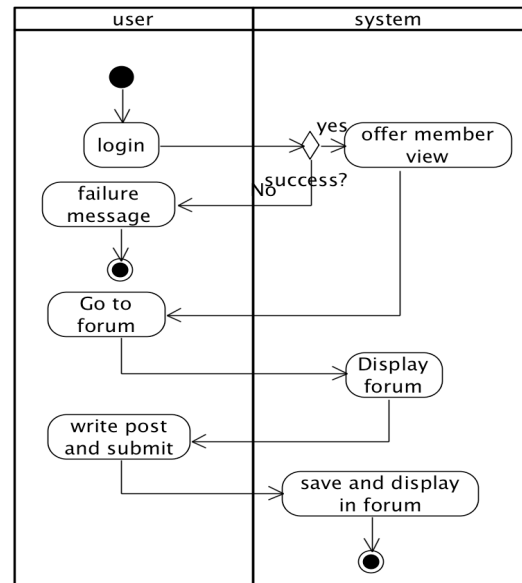 user
system
login
yes
offer member
view
success?
No
failure
message
Go to
forum
Display
forum
write post
and submit
save and display
in forum